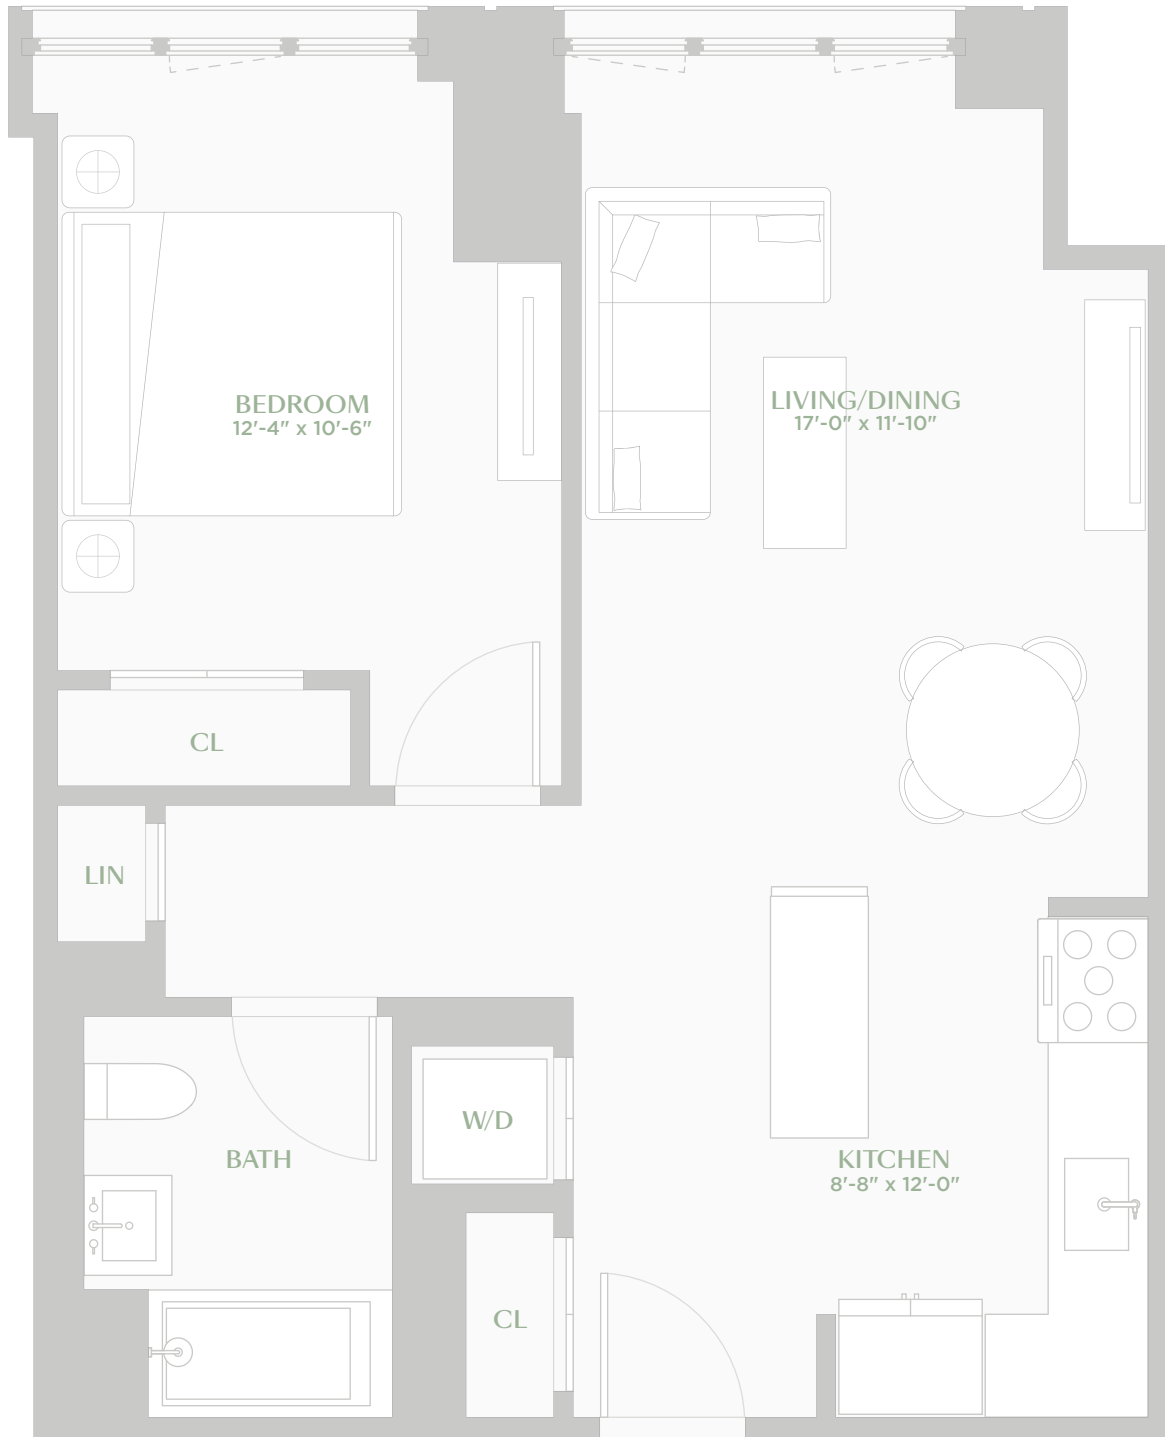 BEDROOM
12'-4" x 10'-6"
LIVING/DINING
17'-0" x 11'-10"
CL
LIN
W/D
BATH
KITCHEN
8'-8" x 12'-0"
CL